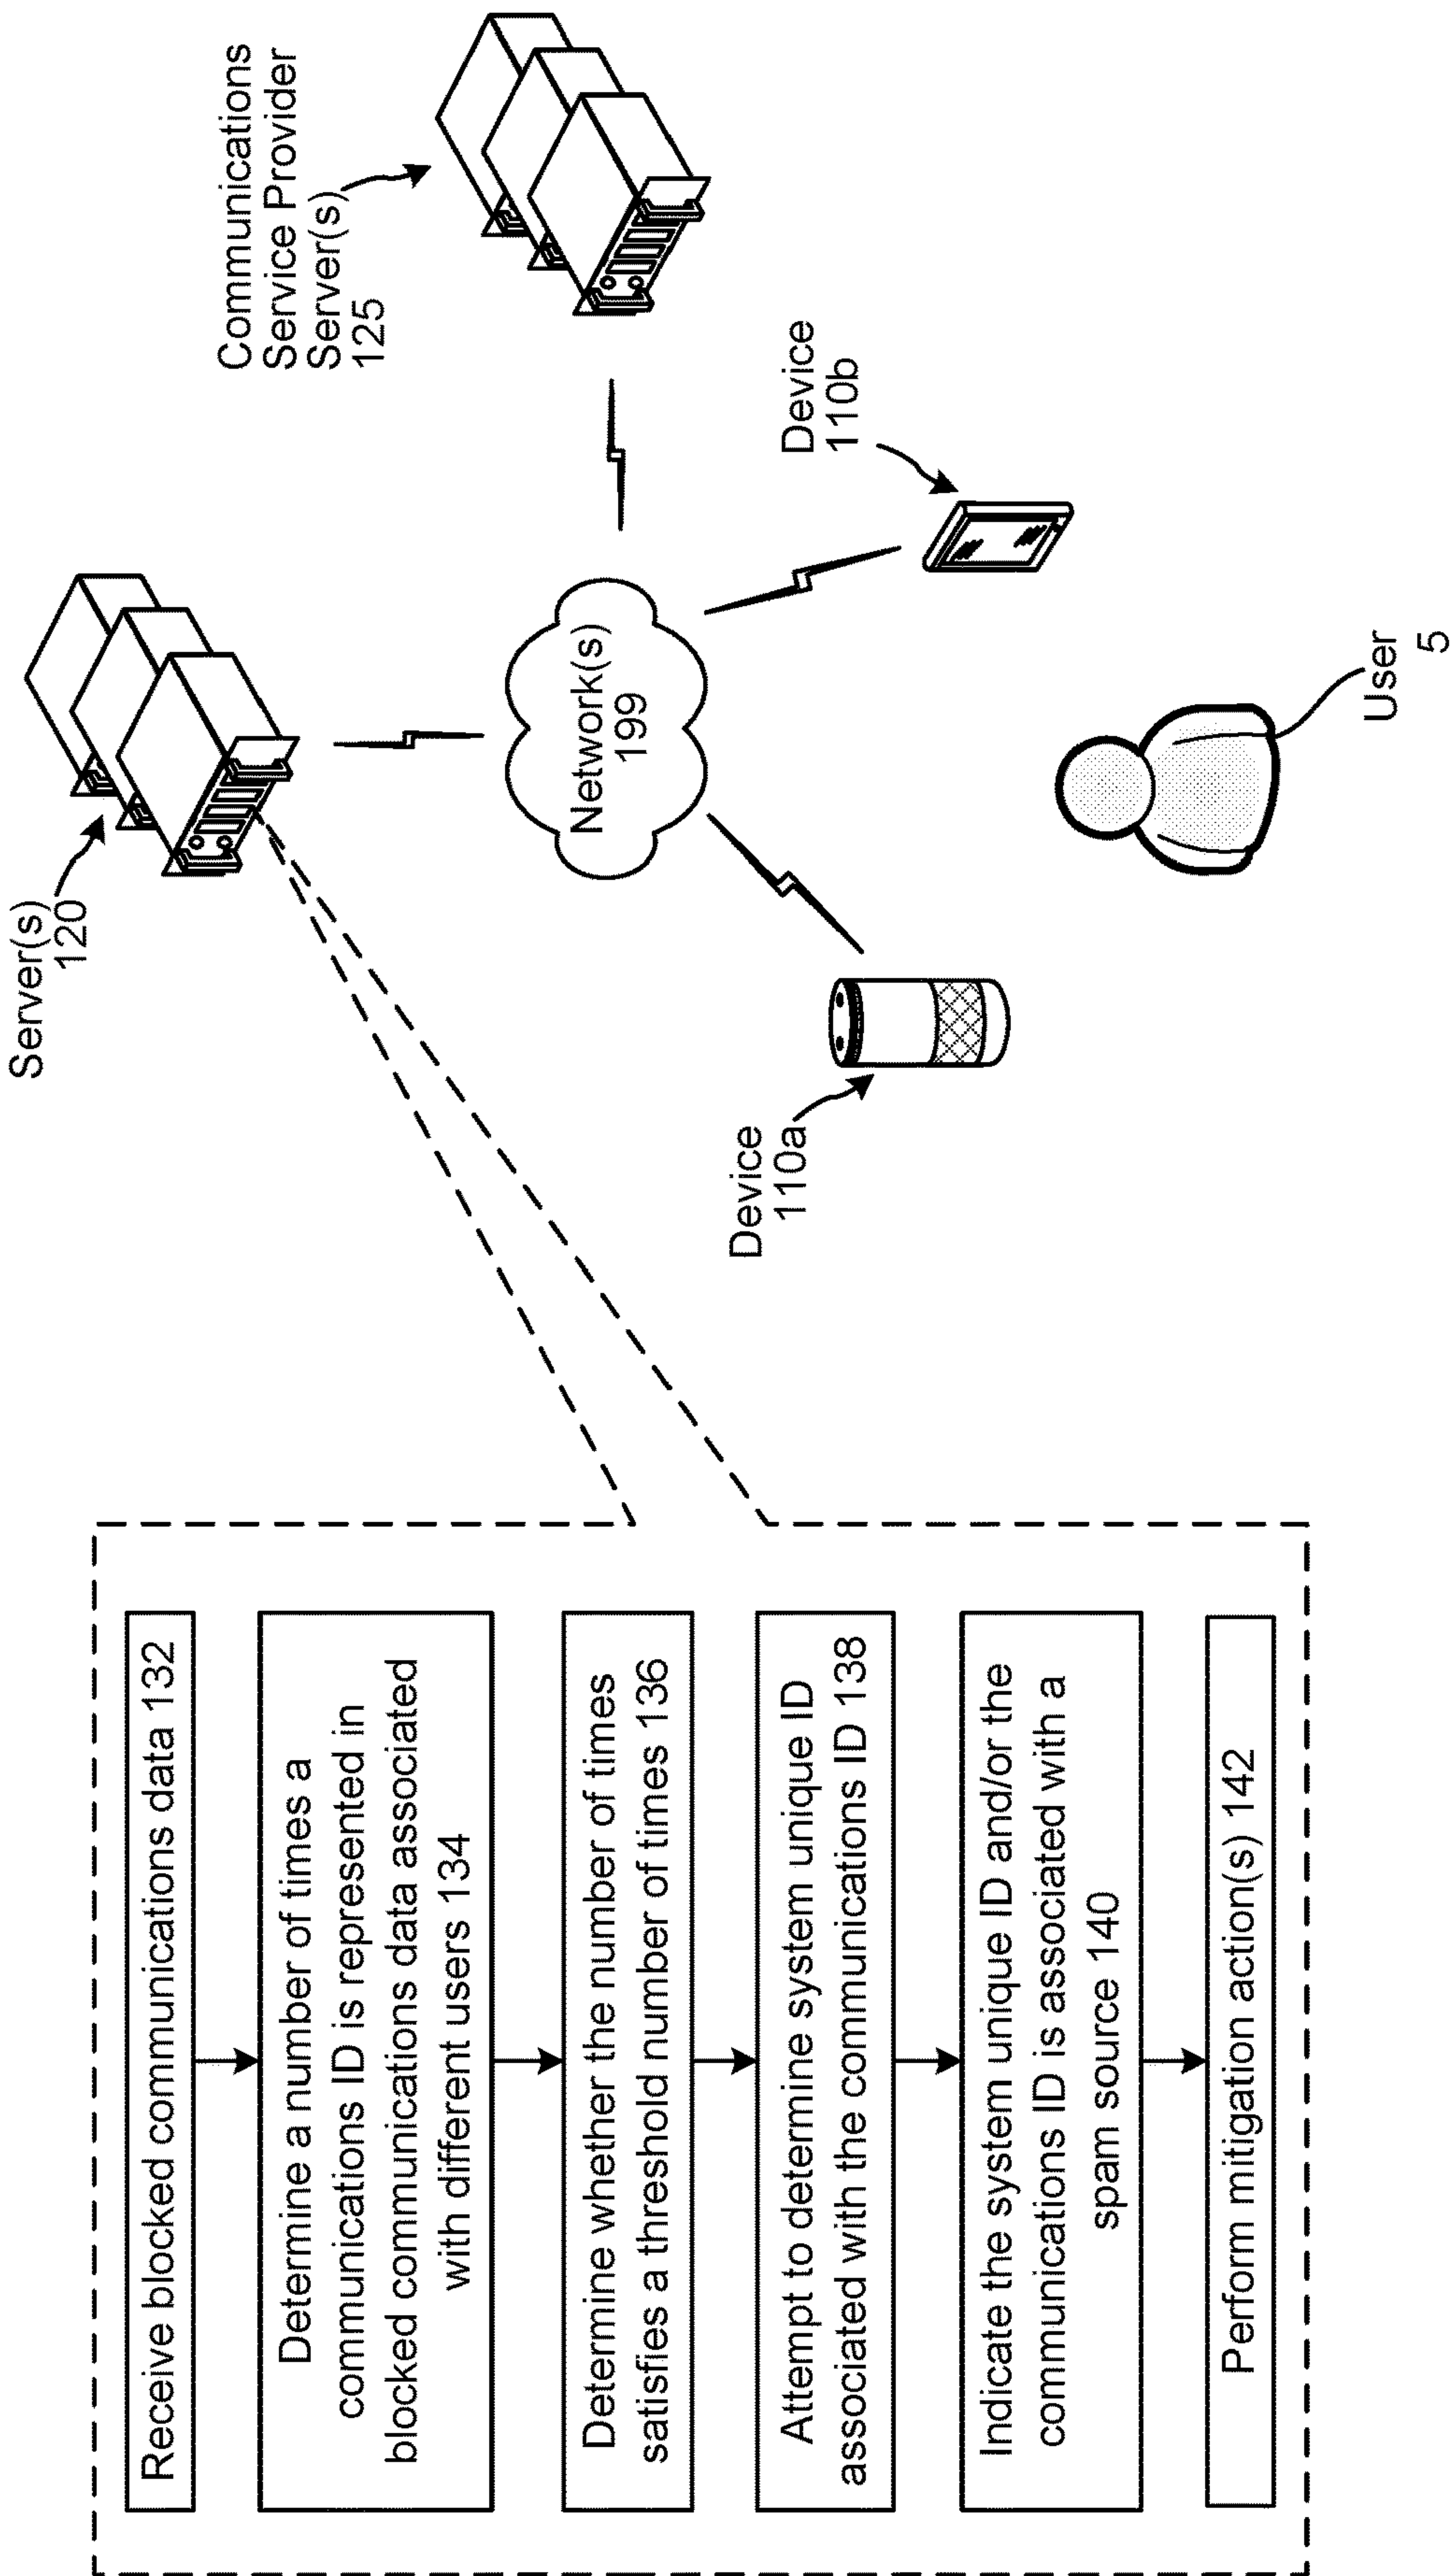 Server(s)
120
Communications
Service Provider
Server(s)
125
Network(s)
199
Device
110a
Device
110b
User
5
Receive blocked communications data 132
Determine a number of times a
communications ID is represented in
blocked communications data associated
with different users 134
Determine whether the number of times
satisfies a threshold number of times 136
Attempt to determine system unique ID
associated with the communications ID 138
Indicate the system unique ID and/or the
communications ID is associated with a
spam source 140
Perform mitigation action(s) 142